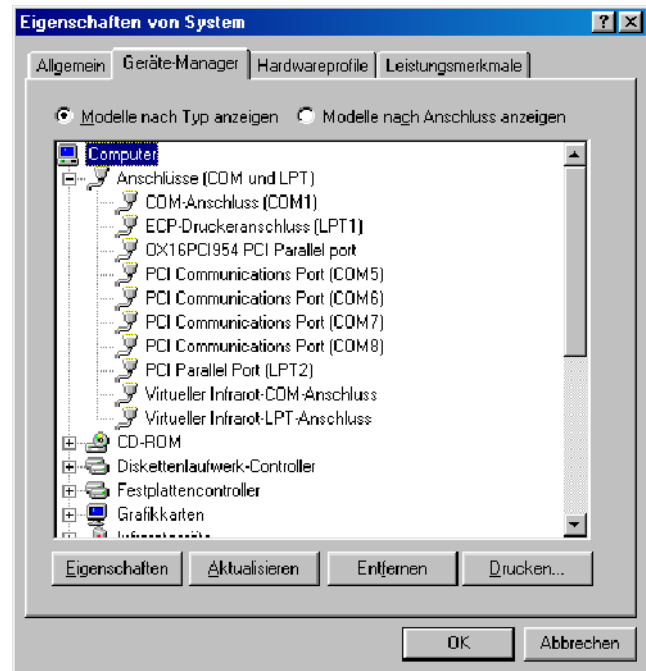 Eigenschaften von System
Allgemein Geräte-Manager Hardwareprofile Leistungsmerkmale
Modelle nach Typ anzeigen Modelle nach Anschluss anzeigen
Computer
Anschlüsse (COM und LPT)
COM-Anschluss (COM1)
ECP-Druckeranschluss (LPT1)
OX16PCI954 PCI Parallel port
PCI Communications Port (COM5)
PCI Communications Port (COM6)
PCI Communications Port (COM7)
PCI Communications Port (COM8)
PCI Parallel Port (LPT2)
Virtueller Infrarot-COM-Anschluss
Virtueller Infrarot-LPT-Anschluss
CD-ROM
Diskettenlaufwerk-Controller
Festplattencontroller
Grafikkarten
Eigenschaften Aktualisieren Entfernen Drucken...
OK Abbrechen